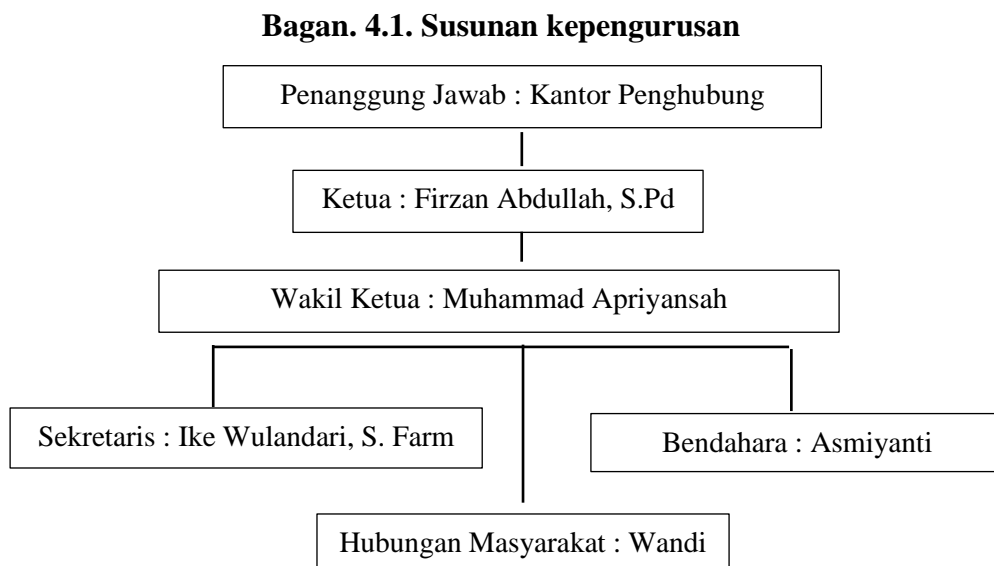 Bagan. 4.1. Susunan kepengurusan
Penanggung Jawab : Kantor Penghubung
Ketua : Firzan Abdullah, S.Pd
Wakil Ketua : Muhammad Apriyansah
Sekretaris : Ike Wulandari, S. Farm
Bendahara : Asmiyanti
Hubungan Masyarakat : Wandi